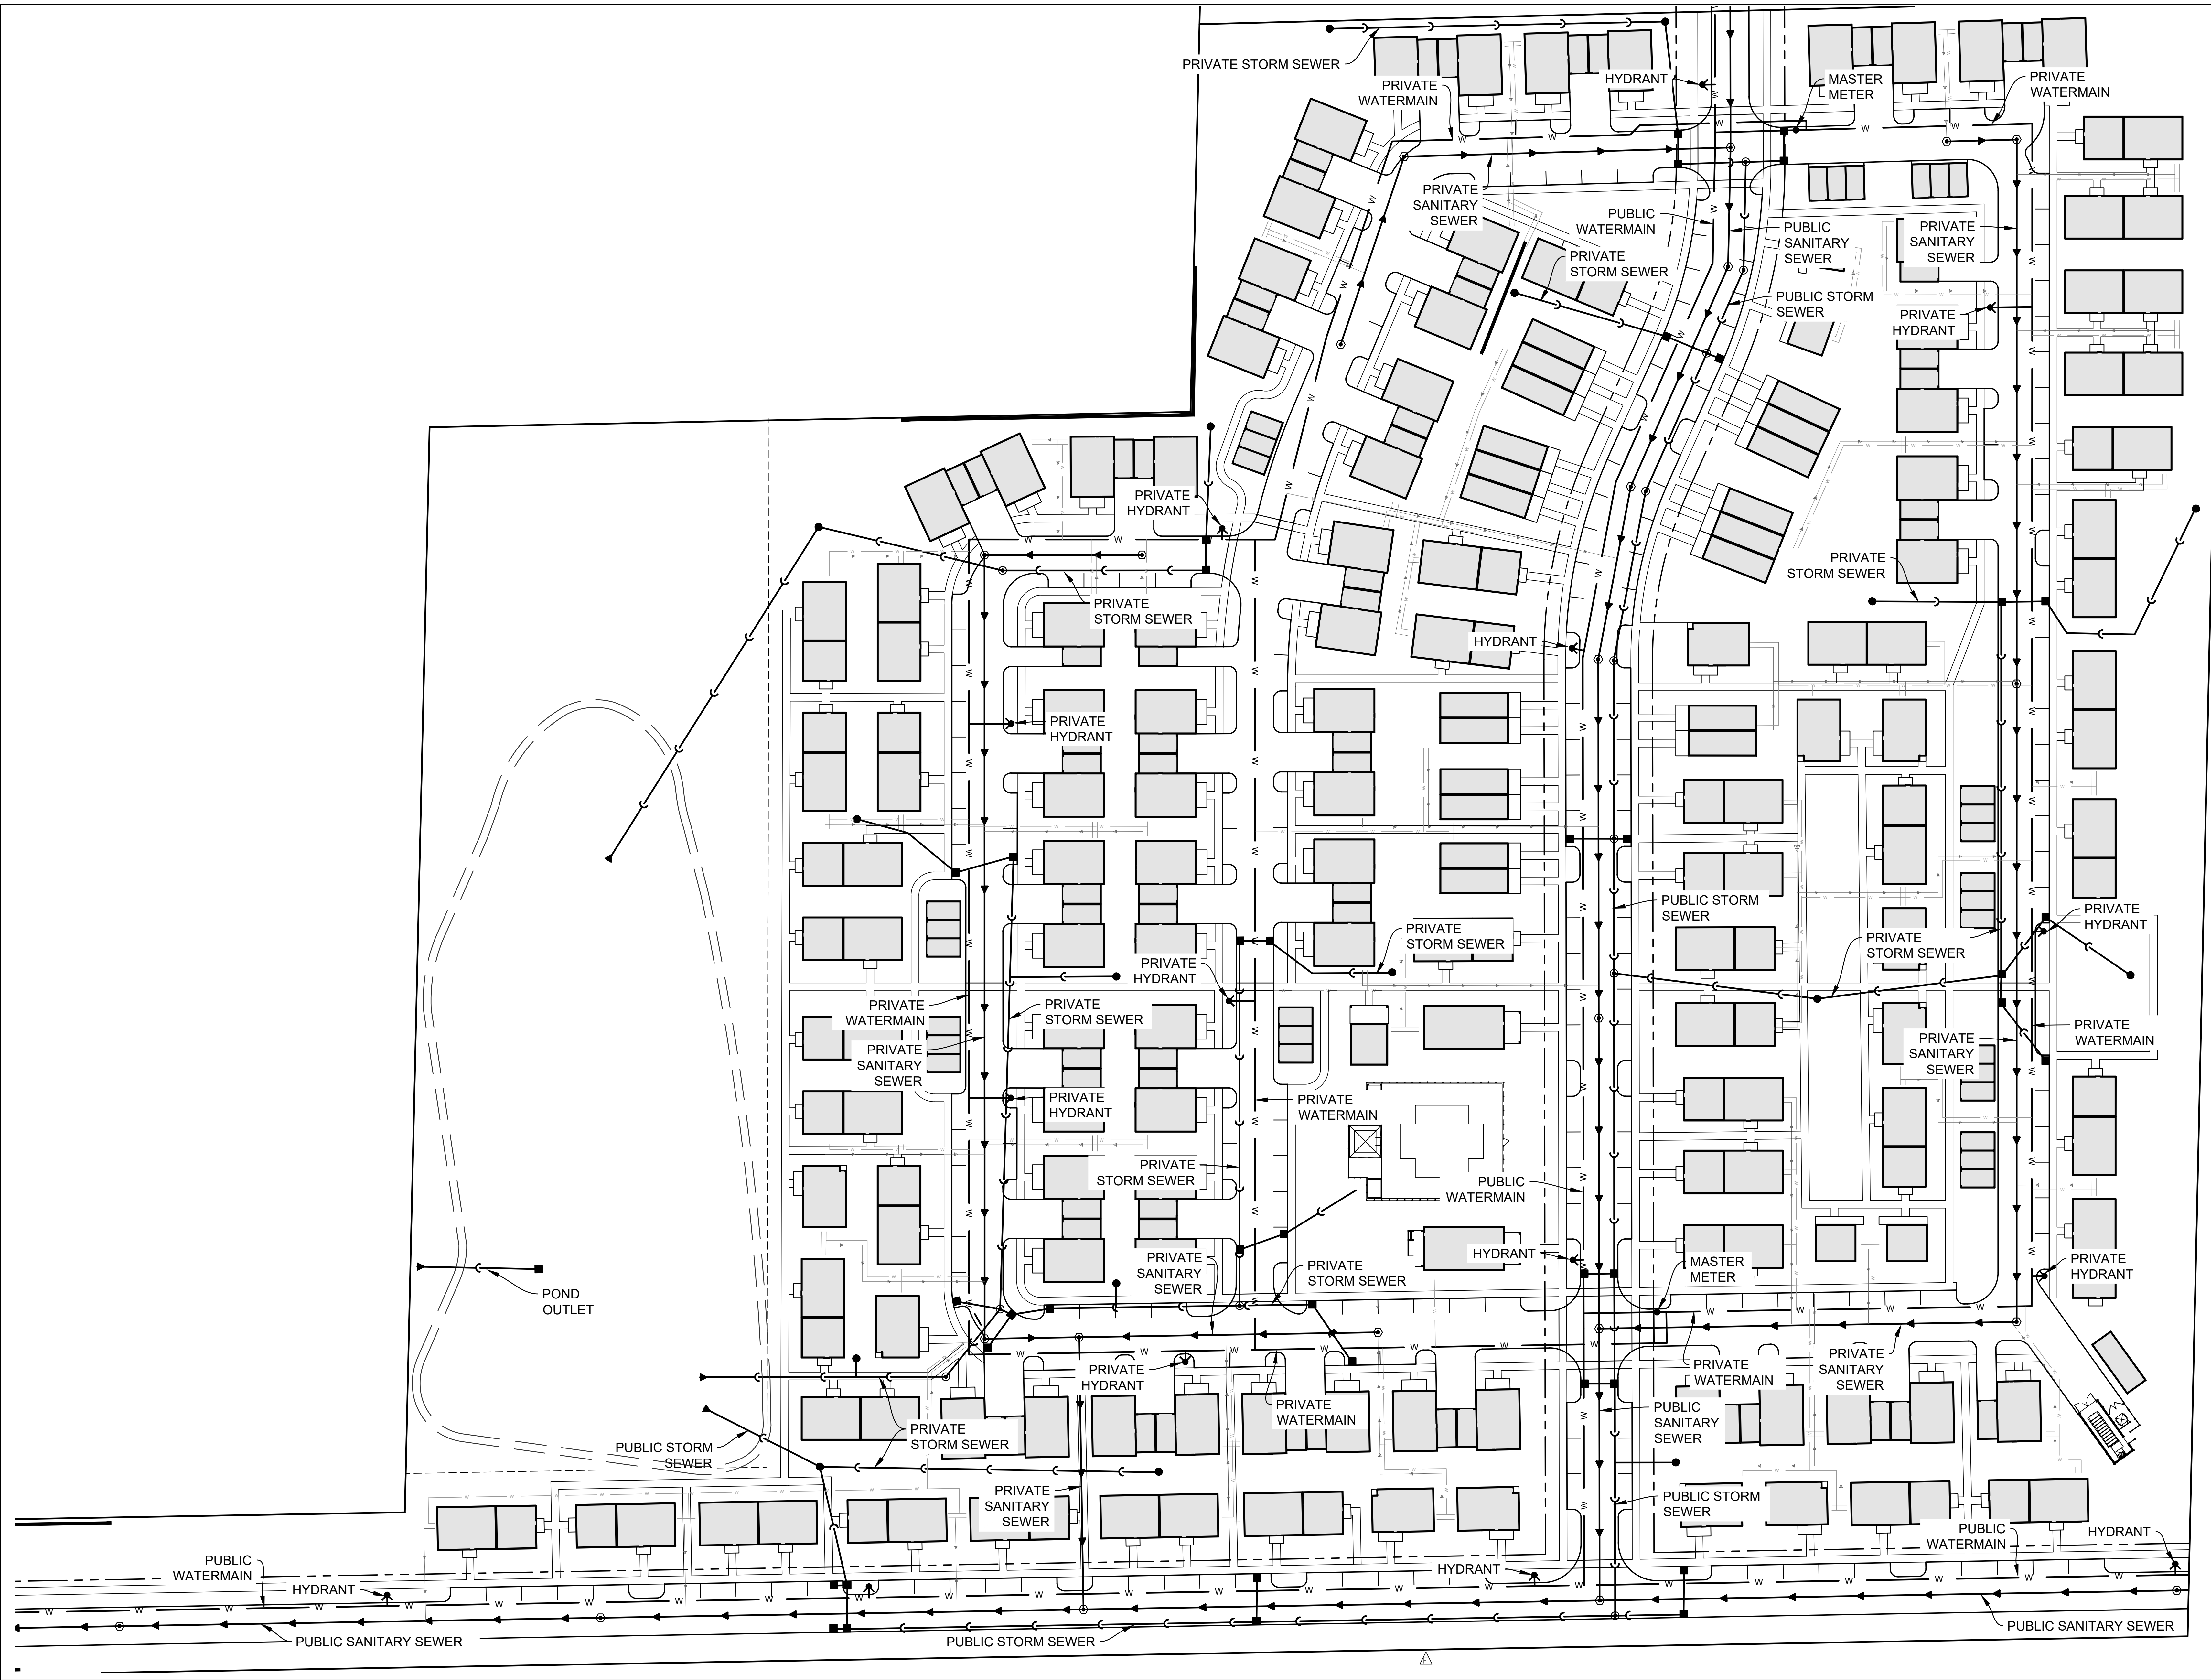 PRIVATE STORM SEWER
PRIVATE
WATERMAIN
HYDRANT
MASTER
METER
PRIVATE
WATERMAIN
PRIVATE
SANITARY
SEWER
PUBLIC
WATERMAIN
PRIVATE
STORM SEWER
PUBLIC
SANITARY
SEWER
PRIVATE
SANITARY
SEWER
PUBLIC STORM
SEWER
PRIVATE
HYDRANT
PRIVATE
HYDRANT
PRIVATE
STORM SEWER
PRIVATE
STORM SEWER
HYDRANT
PRIVATE
HYDRANT
PUBLIC STORM
SEWER
PRIVATE
STORM SEWER
PRIVATE
HYDRANT
PRIVATE
STORM SEWER
PRIVATE
HYDRANT
PRIVATE
WATERMAIN
PRIVATE
STORM SEWER
PRIVATE
SANITARY
SEWER
PRIVATE
SANITARY
SEWER
PRIVATE
WATERMAIN
PRIVATE
HYDRANT
PRIVATE
WATERMAIN
PRIVATE
STORM SEWER
PUBLIC
WATERMAIN
PRIVATE
SANITARY
SEWER
PRIVATE
STORM SEWER
HYDRANT
MASTER
METER
PRIVATE
HYDRANT
POND
OUTLET
PRIVATE
HYDRANT
PRIVATE
WATERMAIN
PRIVATE
WATERMAIN
PRIVATE
SANITARY
SEWER
PUBLIC STORM
SEWER
PRIVATE
STORM SEWER
PUBLIC
SANITARY
SEWER
PRIVATE
SANITARY
SEWER
PUBLIC STORM
SEWER
PUBLIC
WATERMAIN
HYDRANT
PUBLIC
WATERMAIN
HYDRANT
HYDRANT
PUBLIC SANITARY SEWER
PUBLIC STORM SEWER
PUBLIC SANITARY SEWER